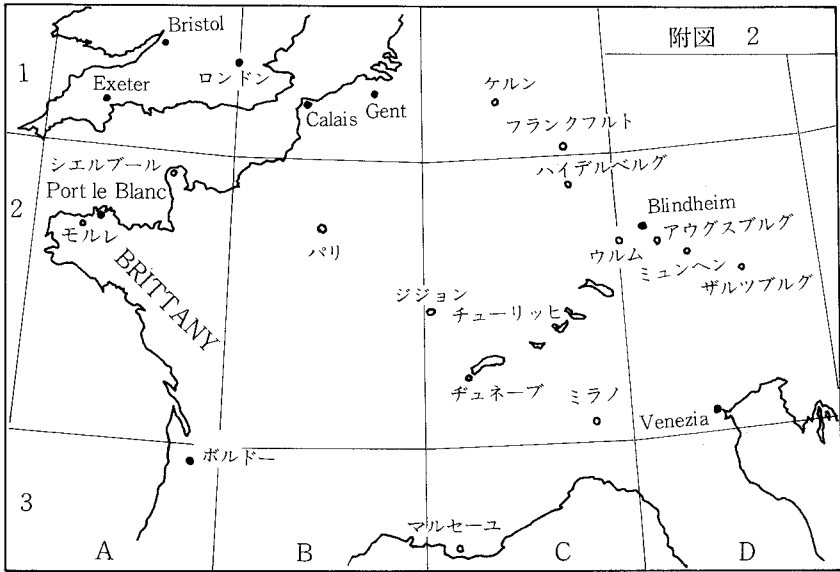 附図 2
1
Bristol
ロンドン
Exeter
Calais
Gent
ケルン
フランクフルト
シエルブール
ハイデルベルグ
2
Port le Blanc
モルレ
パリ
Blindheim
アウグスブルグ
ウルム
ミュンヘン
ザルツブルグ
BRITTANY
ジジョン
チューリッヒ
ヂュネーブ
ミラノ
Venezia
ボルドー
3
マルセーユ
A
B
C
D